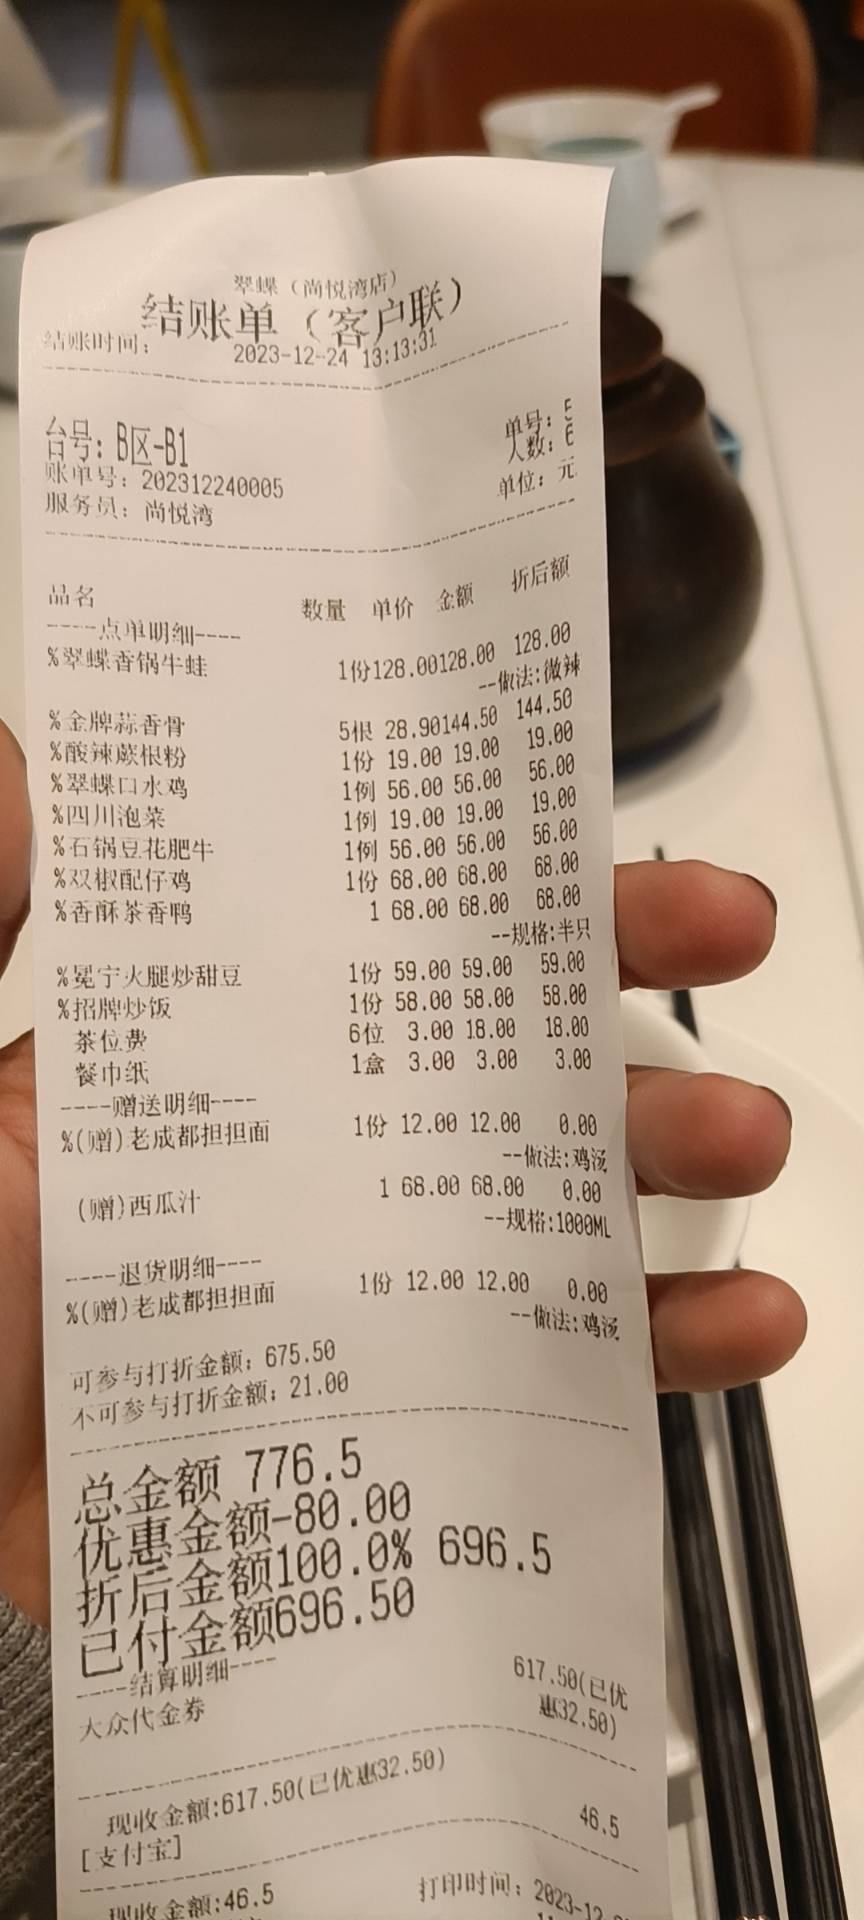 翠蝶（尚悦湾店）
结账单（客户联）
结账时间： 2023-12-24 13:13:31
台号：B区-B1 单号：
账单号：202312240005 人数：
服务员：尚悦湾 单位：元
品名 数量 单价 金额 折后额
----点单明细----
%翠蝶香锅牛蛙 1份128.00128.00 128.00
--做法:微辣
%金牌蒜香骨 5根 28.90144.50 144.50
%酸辣蕨根粉 1份 19.00 19.00 19.00
%翠蝶口水鸡 1例 56.00 56.00 56.00
%四川泡菜 1例 19.00 19.00 19.00
%石锅豆花肥牛 1例 56.00 56.00 56.00
%双椒配仔鸡 1份 68.00 68.00 68.00
%香酥茶香鸭 1 68.00 68.00 68.00
--规格:半只
%冕宁火腿炒甜豆 1份 59.00 59.00 59.00
%招牌炒饭 1份 58.00 58.00 58.00
茶位费 6位 3.00 18.00 18.00
餐巾纸 1盒 3.00 3.00 3.00
----赠送明细----
%(赠)老成都担担面 1份 12.00 12.00 0.00
--做法:鸡汤
(赠)西瓜汁 1 68.00 68.00 0.00
--规格:1000ML
----退货明细----
%(赠)老成都担担面 1份 12.00 12.00 0.00
--做法:鸡汤
可参与打折金额：675.50
不可参与打折金额：21.00
总金额 776.5
优惠金额-80.00
折后金额100.0% 696.5
已付金额696.50
----结算明细----
大众代金券 617.50(已优
惠32.50)
现收金额:617.50(已优惠32.50)
[支付宝] 46.5
现收金额:46.5 打印时间：2023-12-